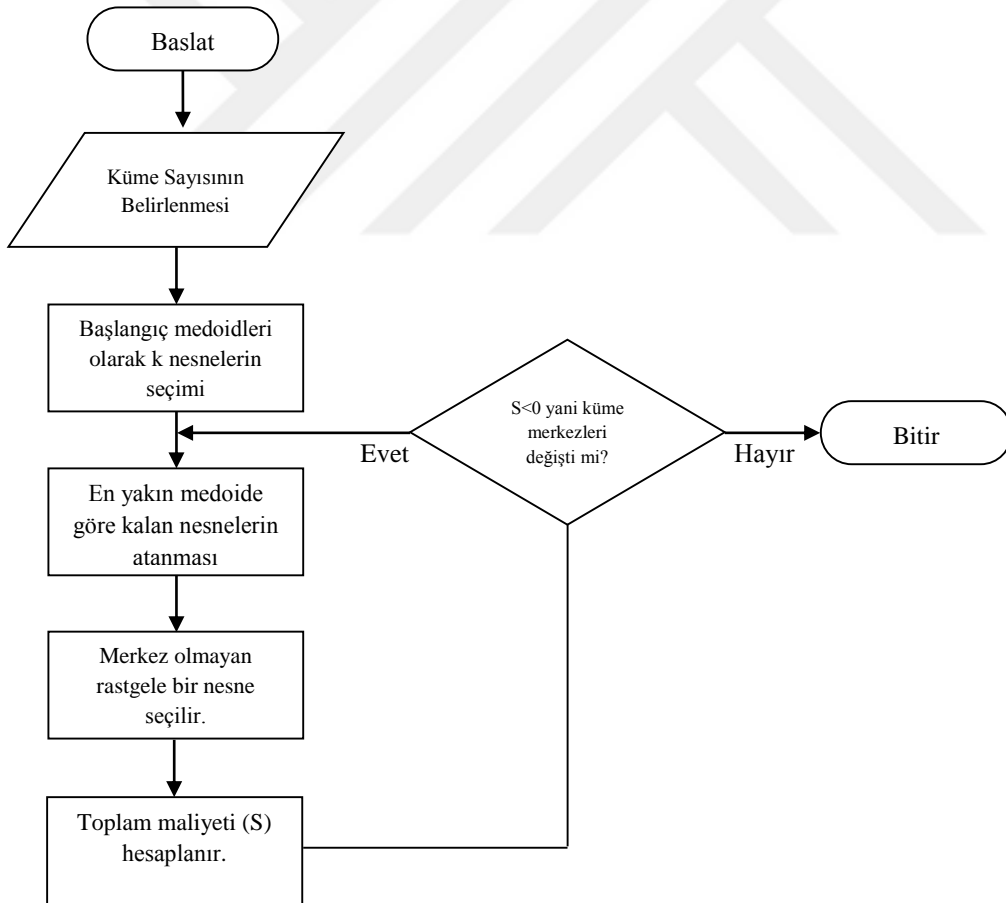 Baslat
Küme Sayısının
Belirlenmesi
Başlangıç medoidleri
olarak k nesnelerin
seçimi
En yakın medoide
göre kalan nesnelerin
atanması
Merkez olmayan
rastgele bir nesne
seçilir.
Toplam maliyeti (S)
hesaplanır.
S<0 yani küme
merkezleri
değişti mi?
Evet
Hayır
Bitir